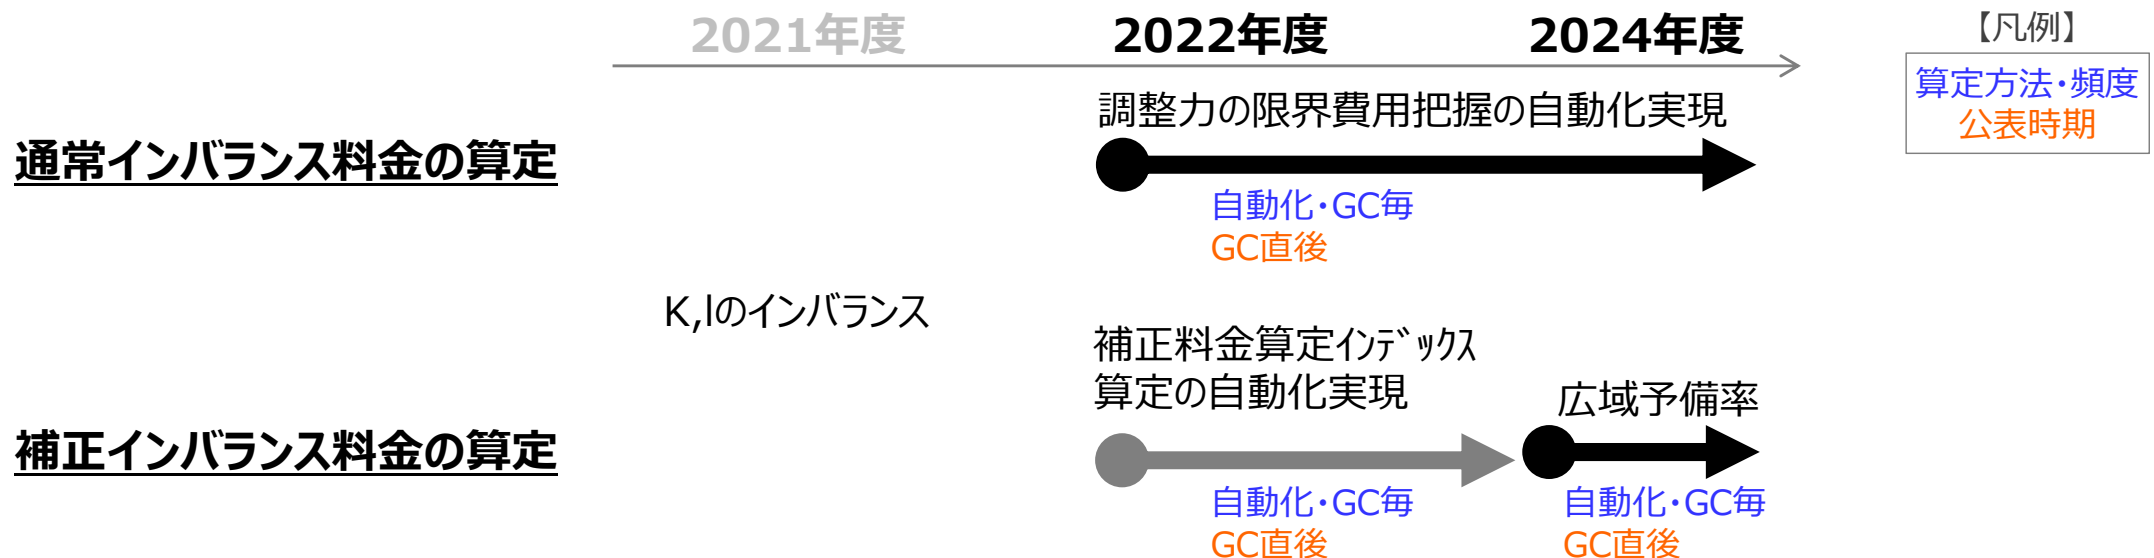 2021年度 2022年度 2024年度
【凡例】
算定方法・頻度
公表時期
調整力の限界費用把握の自動化実現
通常インバランス料金の算定
自動化・GC毎
GC直後
K,lのインバランス
補正料金算定ｲﾝﾃﾞｯｸｽ
算定の自動化実現
広域予備率
補正インバランス料金の算定
自動化・GC毎
GC直後
自動化・GC毎
GC直後